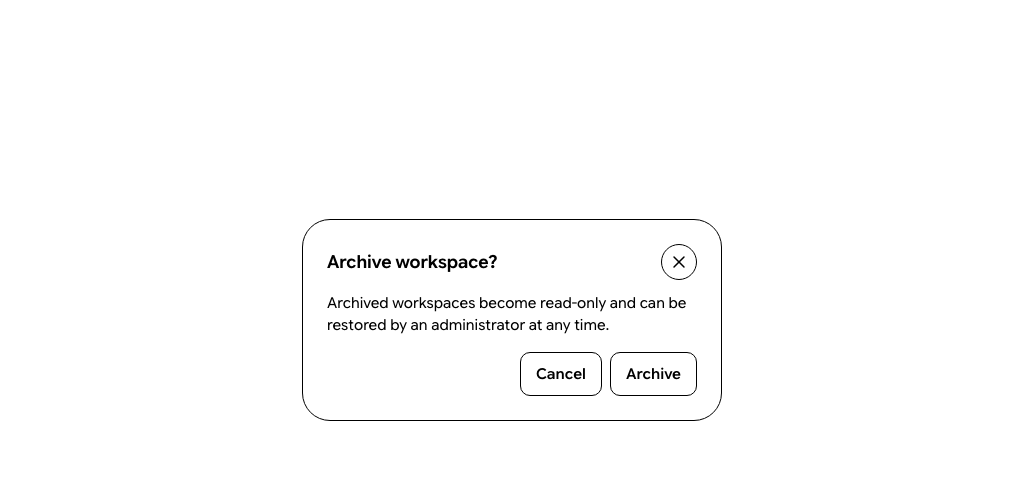 Archive workspace?
Archived workspaces become read-only and can be
restored by an administrator at any time.
Cancel
Archive